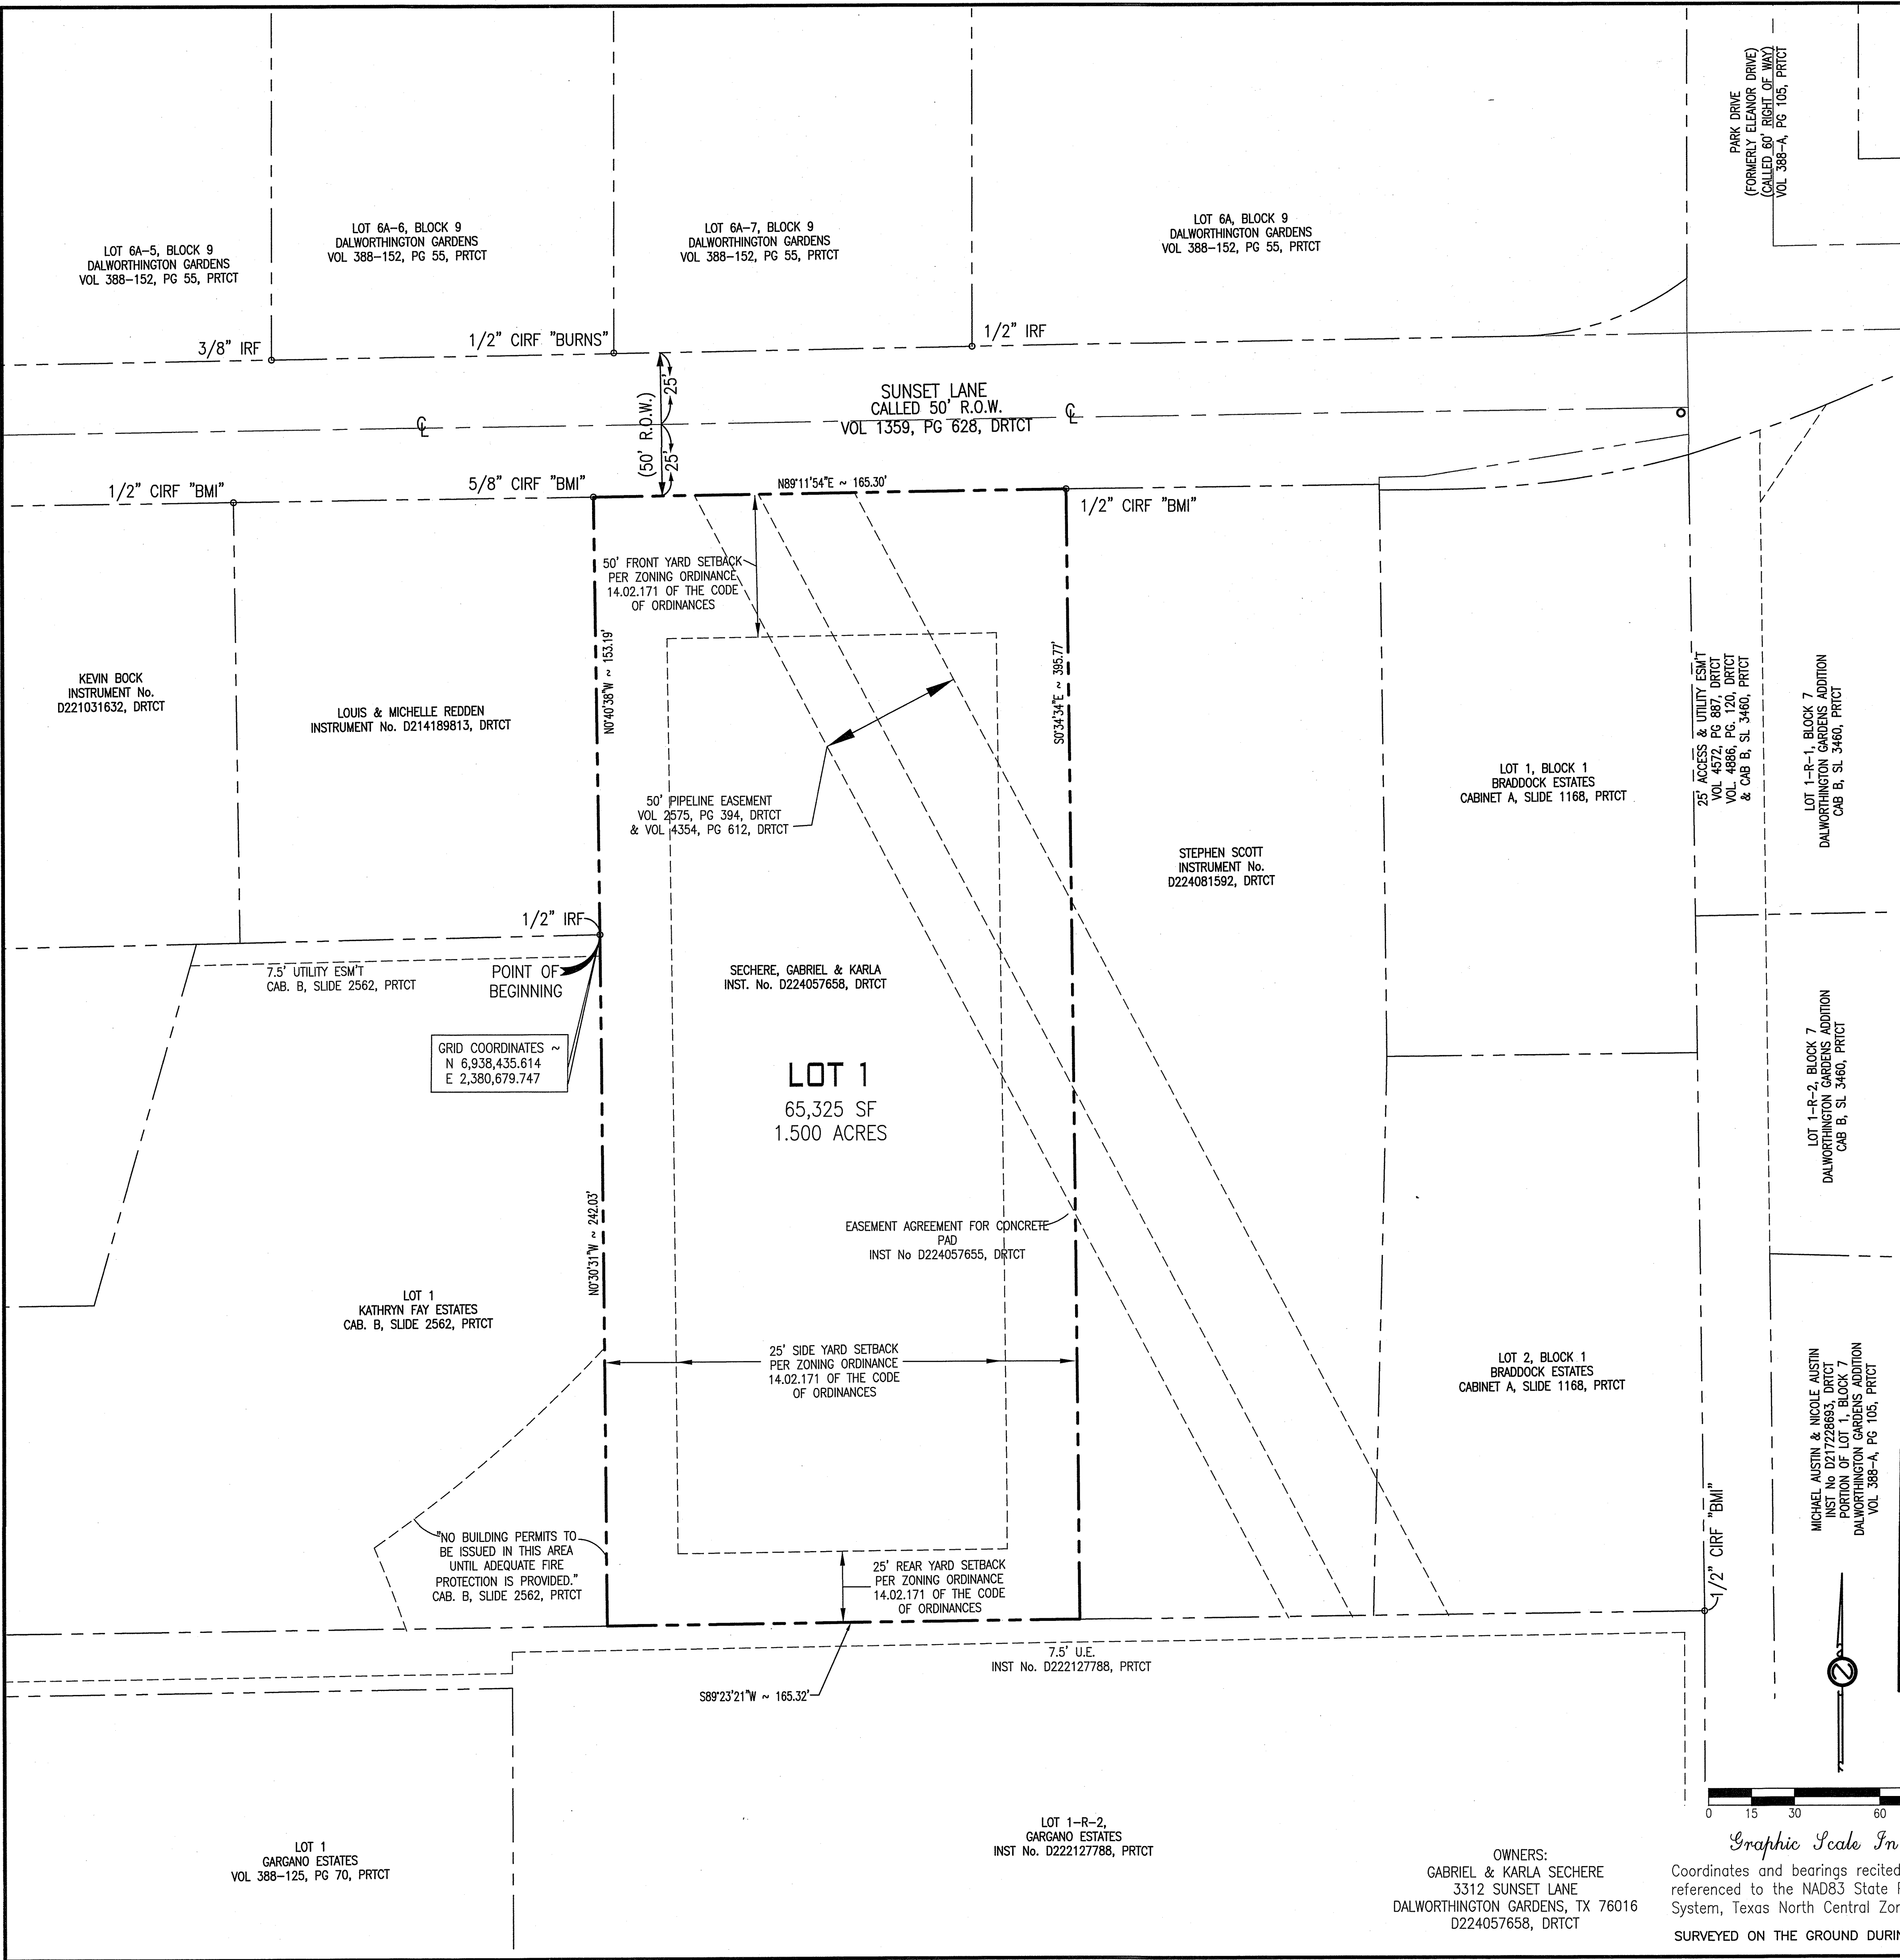 PARK DRIVE
(FORMERLY ELEANOR DRIVE)
(CALLED 60' RIGHT OF WAY)
VOL 388-A, PG 105, PRTCT
LOT 6A-5, BLOCK 9
DALWORTHINGTON GARDENS
VOL 388-152, PG 55, PRTCT
LOT 6A-6, BLOCK 9
DALWORTHINGTON GARDENS
VOL 388-152, PG 55, PRTCT
LOT 6A-7, BLOCK 9
DALWORTHINGTON GARDENS
VOL 388-152, PG 55, PRTCT
LOT 6A, BLOCK 9
DALWORTHINGTON GARDENS
VOL 388-152, PG 55, PRTCT
3/8" IRF
1/2" CIRF "BURNS"
1/2" IRF
25'
(50' R.O.W.)
25'
SUNSET LANE
CALLED 50' R.O.W.
VOL 1359, PG 628, DRTCT
℄
℄
1/2" CIRF "BMI"
5/8" CIRF "BMI"
N89°11'54"E ~ 165.30'
1/2" CIRF "BMI"
50' FRONT YARD SETBACK
PER ZONING ORDINANCE
14.02.171 OF THE CODE
OF ORDINANCES
N0°40'38"W ~ 153.19'
S0°34'34"E ~ 395.77'
KEVIN BOCK
INSTRUMENT No.
D221031632, DRTCT
LOUIS & MICHELLE REDDEN
INSTRUMENT No. D214189813, DRTCT
50' PIPELINE EASEMENT
VOL 2575, PG 394, DRTCT
& VOL 4354, PG 612, DRTCT
STEPHEN SCOTT
INSTRUMENT No.
D224081592, DRTCT
LOT 1, BLOCK 1
BRADDOCK ESTATES
CABINET A, SLIDE 1168, PRTCT
25' ACCESS & UTILITY ESM'T
VOL 4572, PG 887, DRTCT
VOL. 4886, PG. 120, DRTCT
& CAB B, SL 3460, PRTCT
LOT 1-R-1, BLOCK 7
DALWORTHINGTON GARDENS ADDITION
CAB B, SL 3460, PRTCT
1/2" IRF
7.5' UTILITY ESM'T
CAB. B, SLIDE 2562, PRTCT
POINT OF
BEGINNING
GRID COORDINATES ~
N 6,938,435.614
E 2,380,679.747
SECHERE, GABRIEL & KARLA
INST. No. D224057658, DRTCT
LOT 1
65,325 SF
1.500 ACRES
LOT 1-R-2, BLOCK 7
DALWORTHINGTON GARDENS ADDITION
CAB B, SL 3460, PRTCT
N0°30'31"W ~ 242.03'
EASEMENT AGREEMENT FOR CONCRETE
PAD
INST No D224057655, DRTCT
LOT 1
KATHRYN FAY ESTATES
CAB. B, SLIDE 2562, PRTCT
25' SIDE YARD SETBACK
PER ZONING ORDINANCE
14.02.171 OF THE CODE
OF ORDINANCES
LOT 2, BLOCK 1
BRADDOCK ESTATES
CABINET A, SLIDE 1168, PRTCT
MICHAEL AUSTIN & NICOLE AUSTIN
INST No D217228693, DRTCT
PORTION OF LOT 1, BLOCK 7
DALWORTHINGTON GARDENS ADDITION
VOL 388-A, PG 105, PRTCT
"NO BUILDING PERMITS TO
BE ISSUED IN THIS AREA
UNTIL ADEQUATE FIRE
PROTECTION IS PROVIDED."
CAB. B, SLIDE 2562, PRTCT
25' REAR YARD SETBACK
PER ZONING ORDINANCE
14.02.171 OF THE CODE
OF ORDINANCES
1/2" CIRF "BMI"
7.5' U.E.
INST No. D222127788, PRTCT
S89°23'21"W ~ 165.32'
N
LOT 1
GARGANO ESTATES
VOL 388-125, PG 70, PRTCT
LOT 1-R-2,
GARGANO ESTATES
INST No. D222127788, PRTCT
OWNERS:
GABRIEL & KARLA SECHERE
3312 SUNSET LANE
DALWORTHINGTON GARDENS, TX 76016
D224057658, DRTCT
0 15 30 60
Graphic Scale In
Coordinates and bearings recited
referenced to the NAD83 State
System, Texas North Central
SURVEYED ON THE GROUND